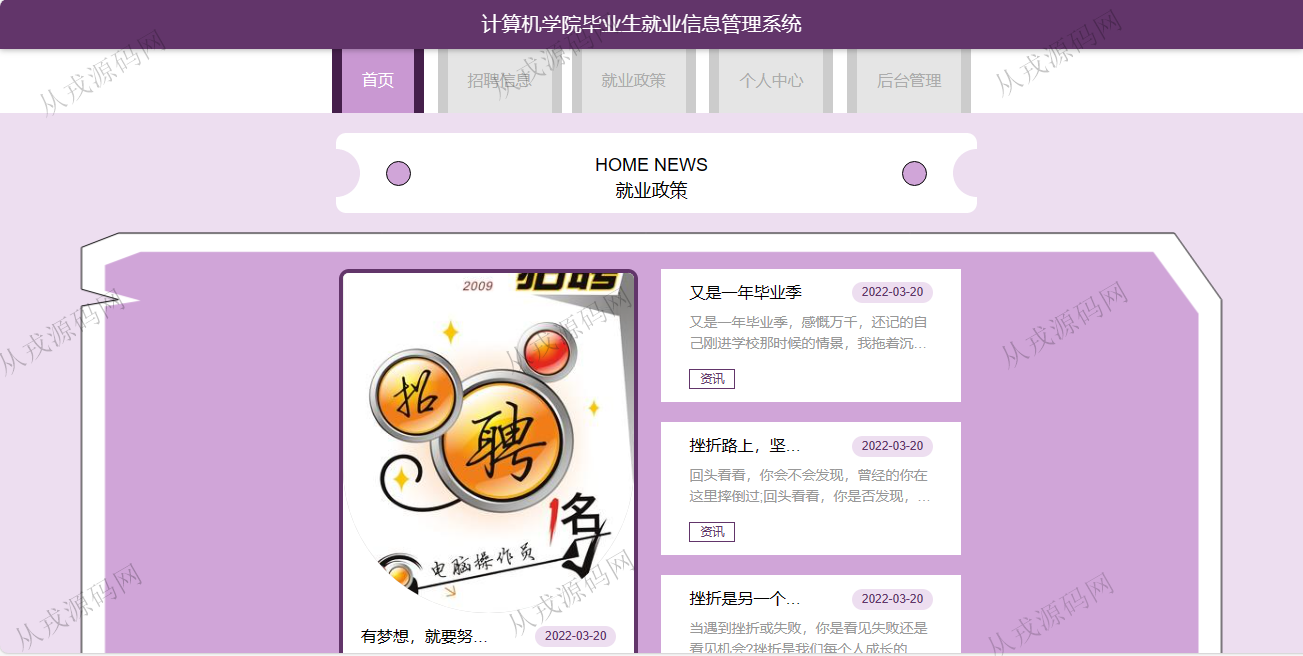 计算机学院毕业生就业信息管理系统
首页
招聘信息
就业政策
个人中心
后台管理
HOME NEWS
就业政策
2009
招聘
1名
电脑操作员
有梦想，就要努...
2022-03-20
又是一年毕业季
2022-03-20
又是一年毕业季，感慨万千，还记的自
己刚进学校那时候的情景，我拖着沉...
资讯
挫折路上，坚...
2022-03-20
回头看看，你会不会发现，曾经的你在
这里摔倒过;回头看看，你是否发现，...
资讯
挫折是另一个...
2022-03-20
当遇到挫折或失败，你是看见失败还是
看见机会?挫折是我们每个人成长的
从戎源码网
从戎源码网
从戎源码网
从戎源码网
从戎源码网
从戎源码网
从戎源码网
从戎源码网
从戎源码网